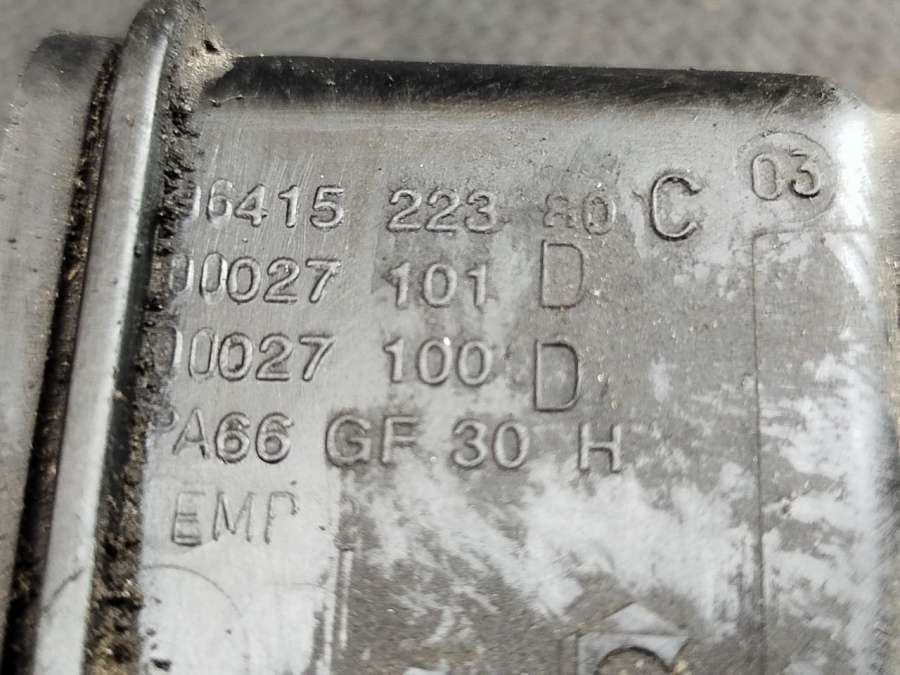 96415 223 80 C 03
00027 101 D
00027 100 D
PA66 GF 30 H
EMP